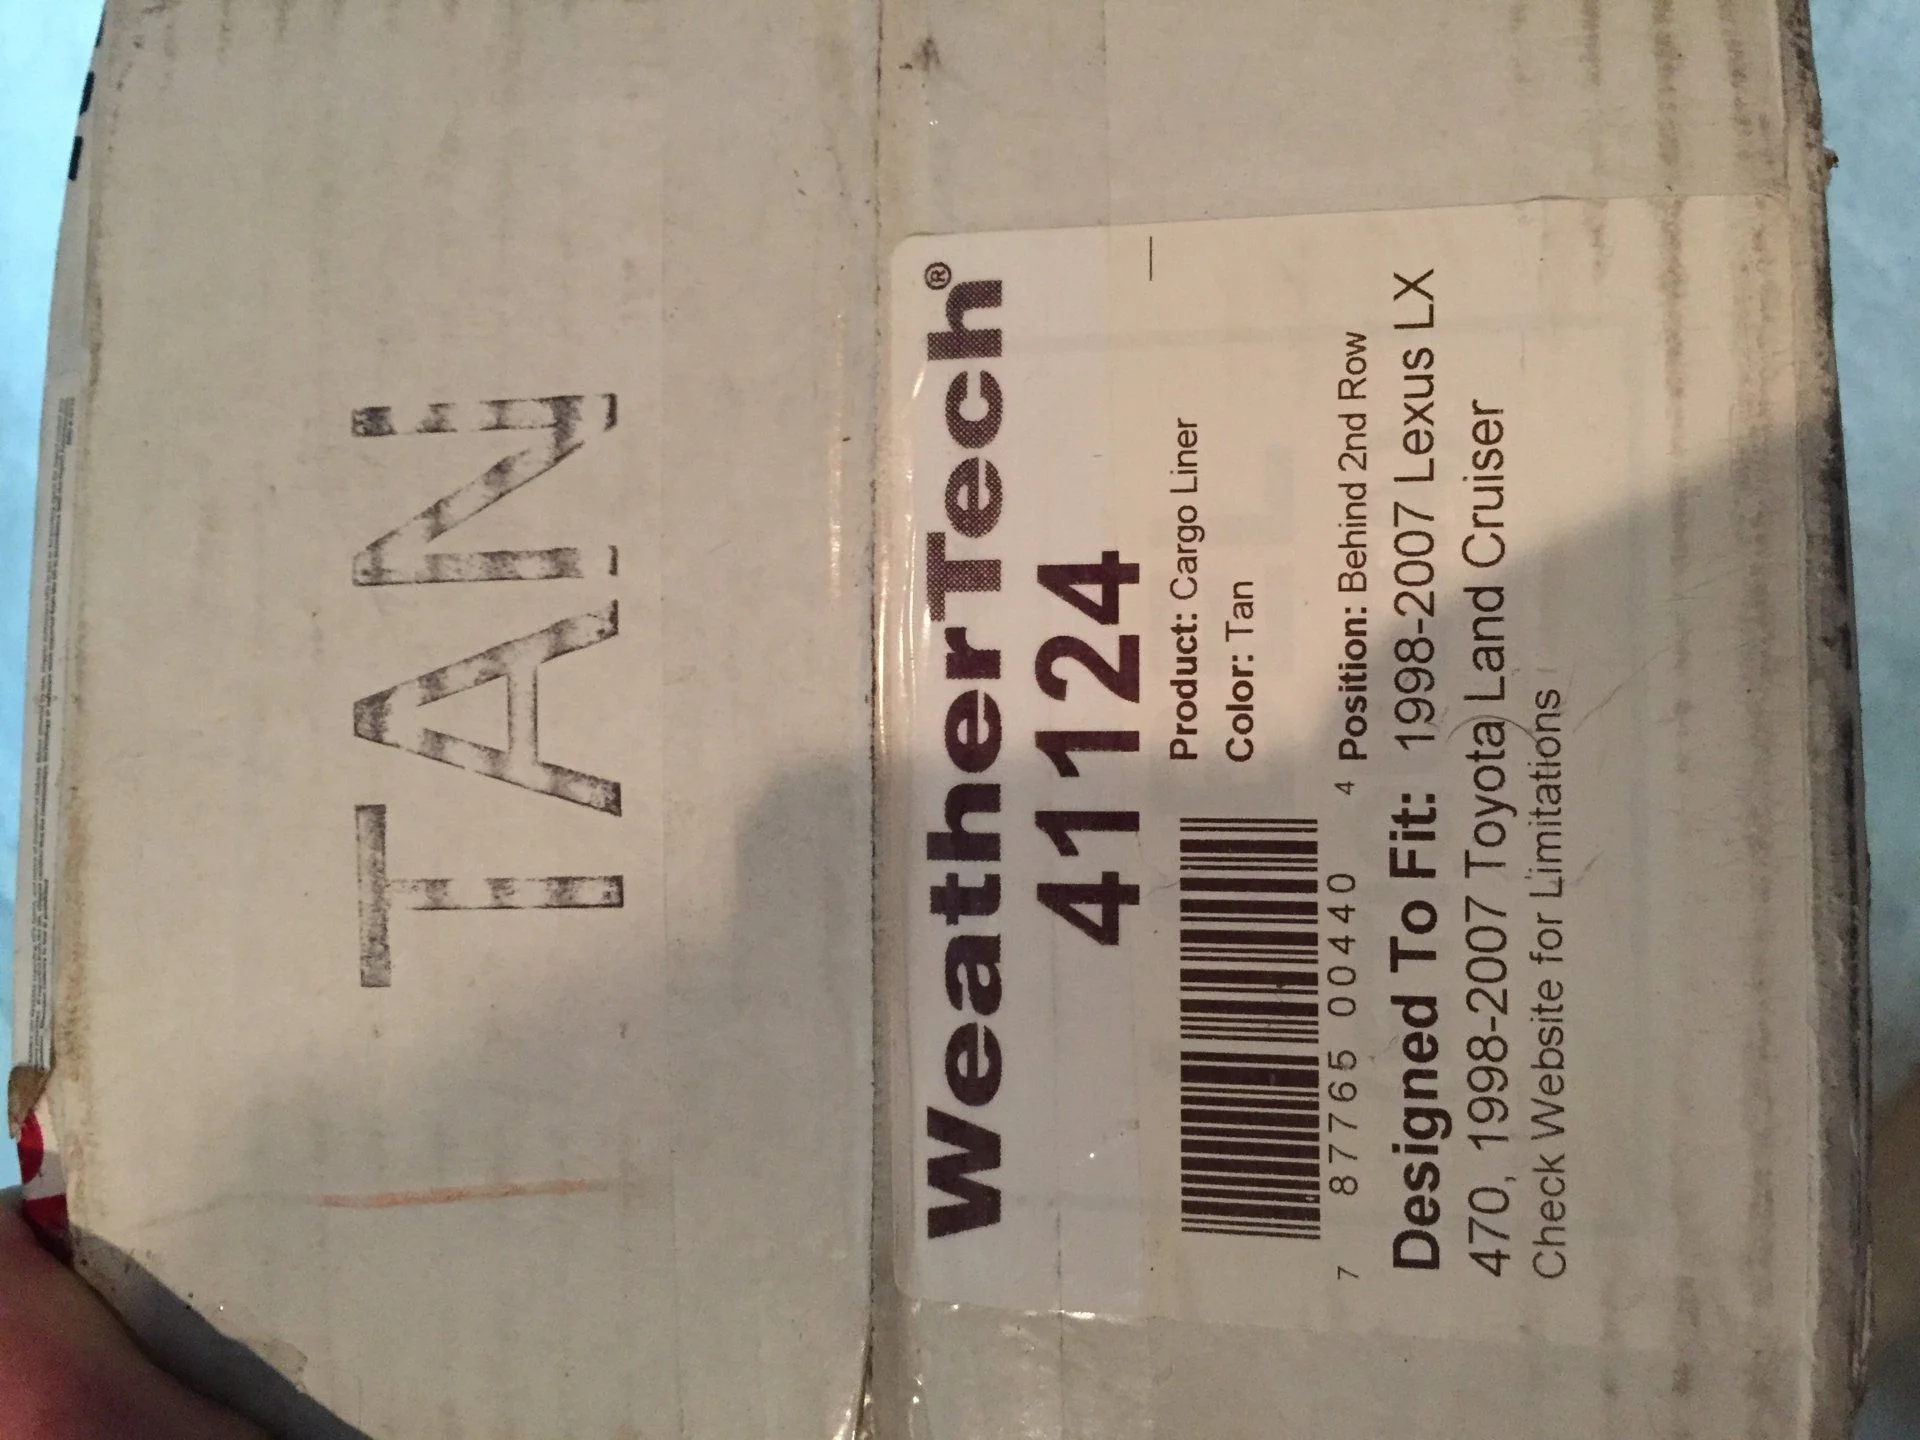 TAN
WeatherTech®
41124
Product: Cargo Liner
Color: Tan
Position: Behind 2nd Row
7 87765 00440 4
Designed To Fit: 1998-2007 Lexus LX
470, 1998-2007 Toyota Land Cruiser
Check Website for Limitations